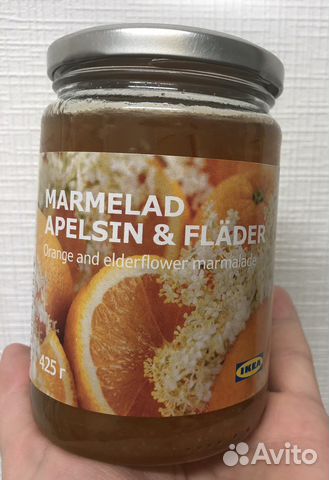 MARMELAD
APELSIN & FLÄDER
Orange and elderflower marmalade
425 г
IKEA
Avito